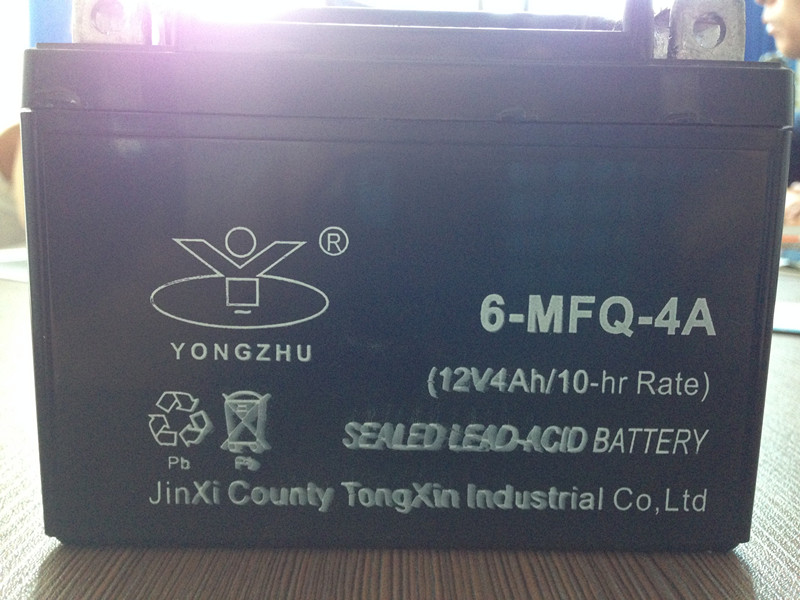 ®
YONGZHU
6-MFQ-4A
(12V4Ah/10-hr Rate)
SEALED LEAD-ACID BATTERY
Pb Pb
JinXi County TongXin Industrial Co,Ltd